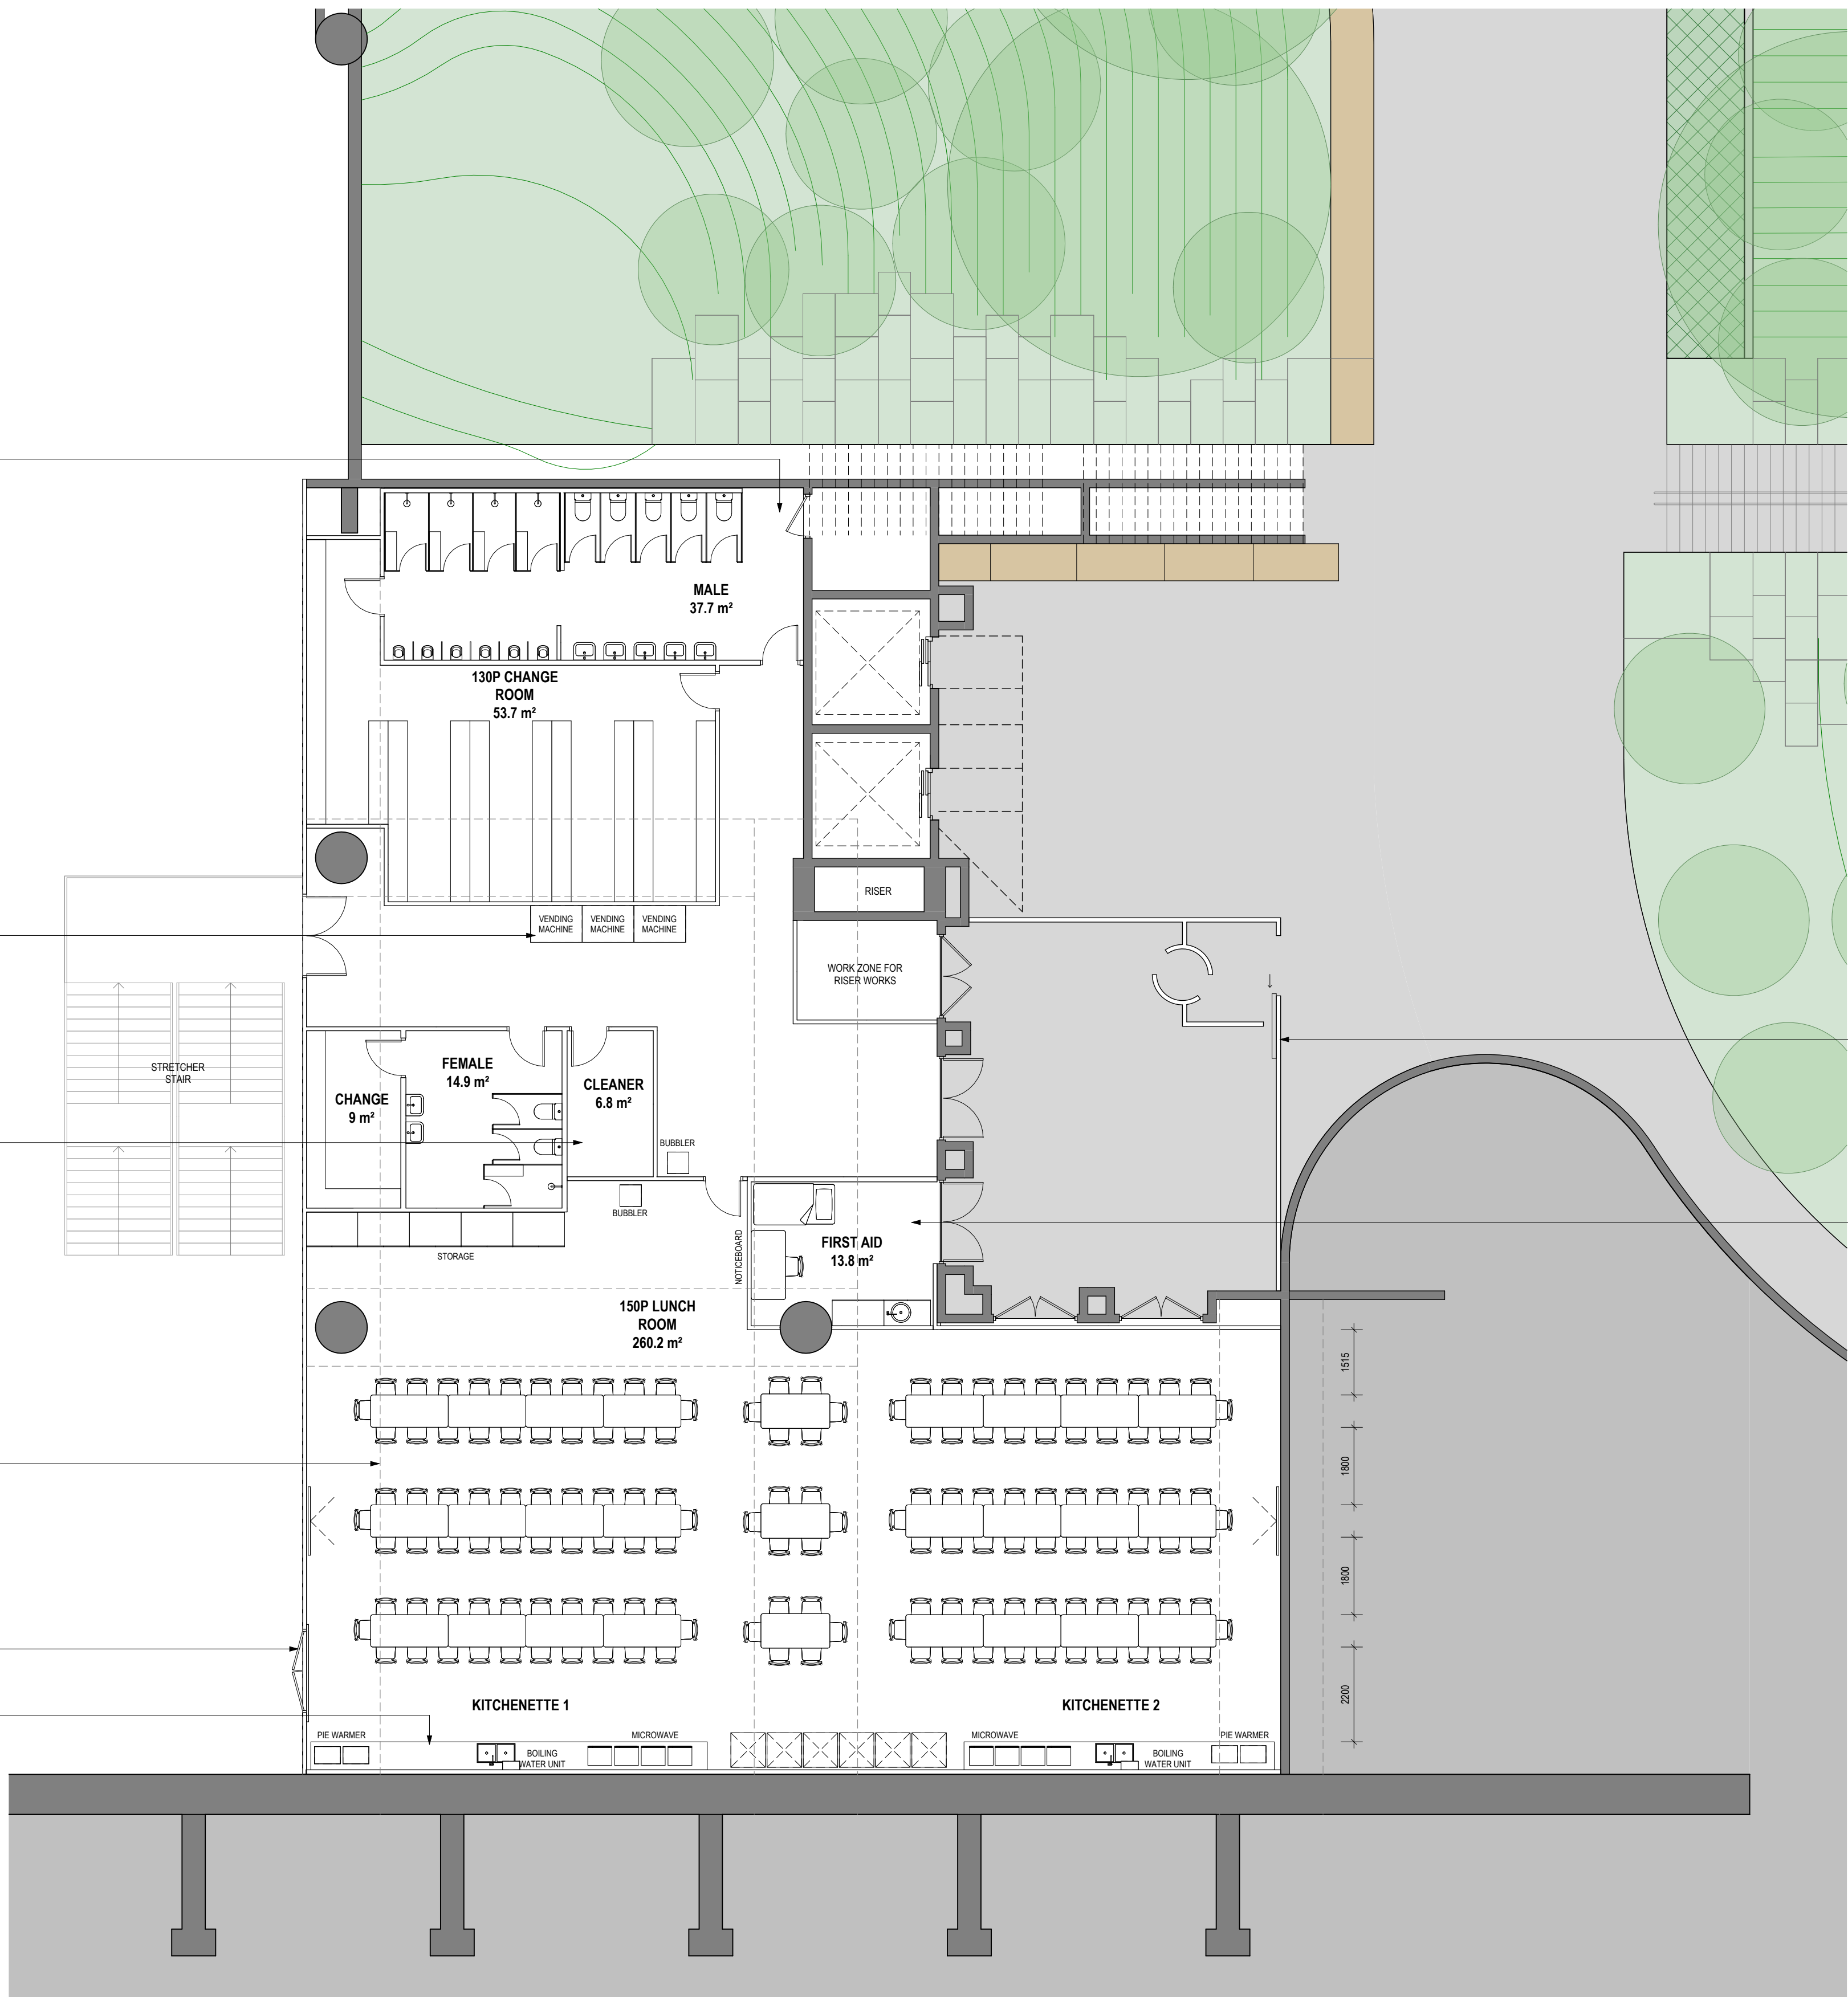 MALE
37.7 m²
130P CHANGE
ROOM
53.7 m²
RISER
VENDING
MACHINE
VENDING
MACHINE
VENDING
MACHINE
WORK ZONE FOR
RISER WORKS
STRETCHER
STAIR
FEMALE
14.9 m²
CHANGE
9 m²
CLEANER
6.8 m²
BUBBLER
BUBBLER
NOTICEBOARD
FIRST AID
13.8 m²
STORAGE
150P LUNCH
ROOM
260.2 m²
1515
1800
1800
2200
KITCHENETTE 1
KITCHENETTE 2
PIE WARMER
BOILING
WATER UNIT
MICROWAVE
MICROWAVE
BOILING
WATER UNIT
PIE WARMER